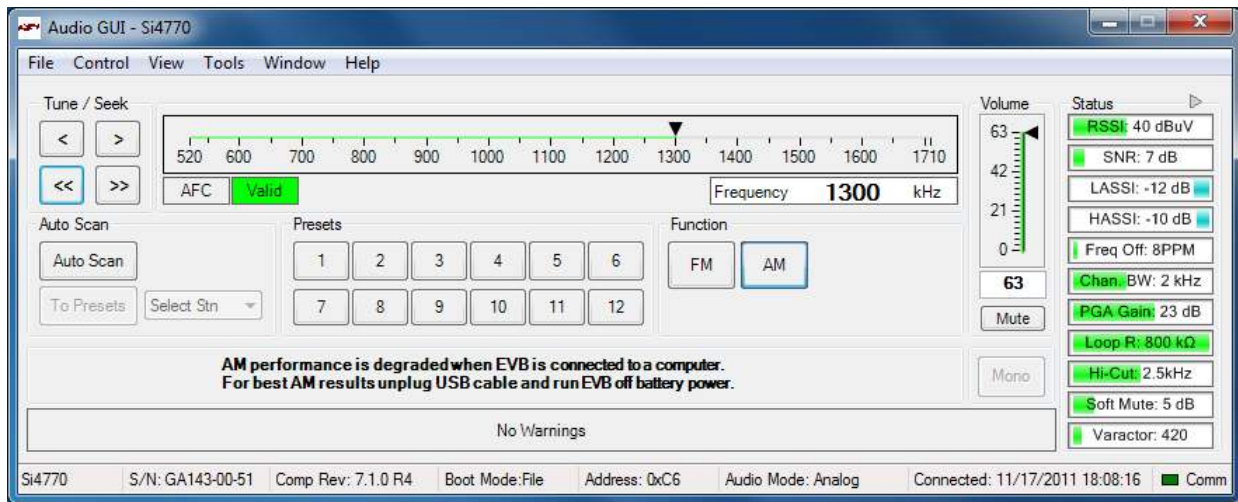 Audio GUI - Si4770
File Control View Tools Window Help
Tune / Seek
< >
<< >>
520 600 700 800 900 1000 1100 1200 1300 1400 1500 1600 1710
AFC Valid
Frequency 1300 kHz
Auto Scan
Auto Scan
To Presets Select Stn
Presets
1 2 3 4 5 6
7 8 9 10 11 12
Function
FM AM
AM performance is degraded when EVB is connected to a computer.
For best AM results unplug USB cable and run EVB off battery power.
No Warnings
Volume
63
42
21
0
63
Mute
Mono
Status
RSSI: 40 dBuV
SNR: 7 dB
LASSI: -12 dB
HASSI: -10 dB
Freq Off: 8PPM
Chan. BW: 2 kHz
PGA Gain: 23 dB
Loop R: 800 kΩ
Hi-Cut: 2.5kHz
Soft Mute: 5 dB
Varactor: 420
Si4770 S/N: GA143-00-51 Comp Rev: 7.1.0 R4 Boot Mode:File Address: 0xC6 Audio Mode: Analog Connected: 11/17/2011 18:08:16 Comm